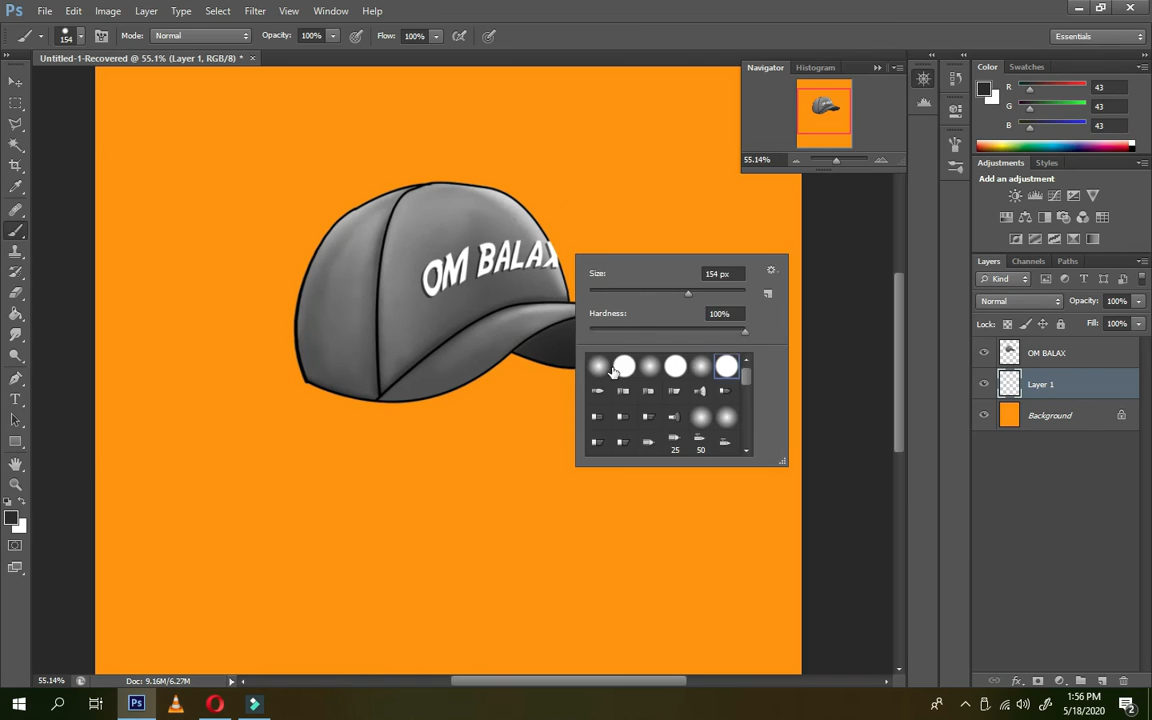 Ps File Edit Image Layer Type Select Filter View Window Help
154 Mode: Normal Opacity: 100% Flow: 100% Essentials
Untitled-1-Recovered @ 55.1% (Layer 1, RGB/8) *
Navigator Histogram
55.14%
Color Swatches
R 43
G 43
B 43
Adjustments Styles
Add an adjustment
Layers Channels Paths
Kind
Normal Opacity: 100%
Lock: Fill: 100%
OM BALAX
Layer 1
Background
OM BALAX
Size: 154 px
Hardness: 100%
25 50
55.14% Doc: 9.16M/6.27M
Ps
1:56 PM
5/18/2020
2